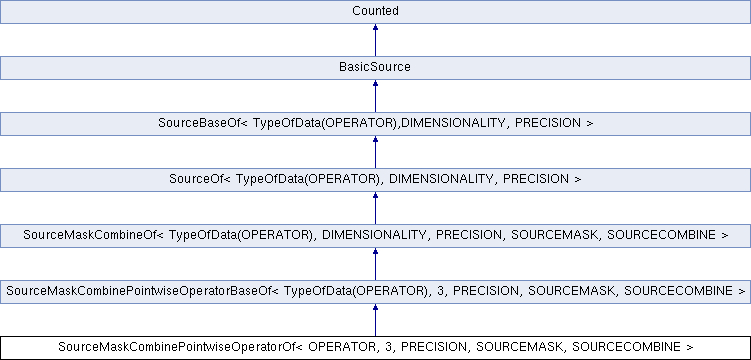 Counted
BasicSource
SourceBaseOf< TypeOfData(OPERATOR),DIMENSIONALITY, PRECISION >
SourceOf< TypeOfData(OPERATOR), DIMENSIONALITY, PRECISION >
SourceMaskCombineOf< TypeOfData(OPERATOR), DIMENSIONALITY, PRECISION, SOURCEMASK, SOURCECOMBINE >
SourceMaskCombinePointwiseOperatorBaseOf< TypeOfData(OPERATOR), 3, PRECISION, SOURCEMASK, SOURCECOMBINE >
SourceMaskCombinePointwiseOperatorOf< OPERATOR, 3, PRECISION, SOURCEMASK, SOURCECOMBINE >